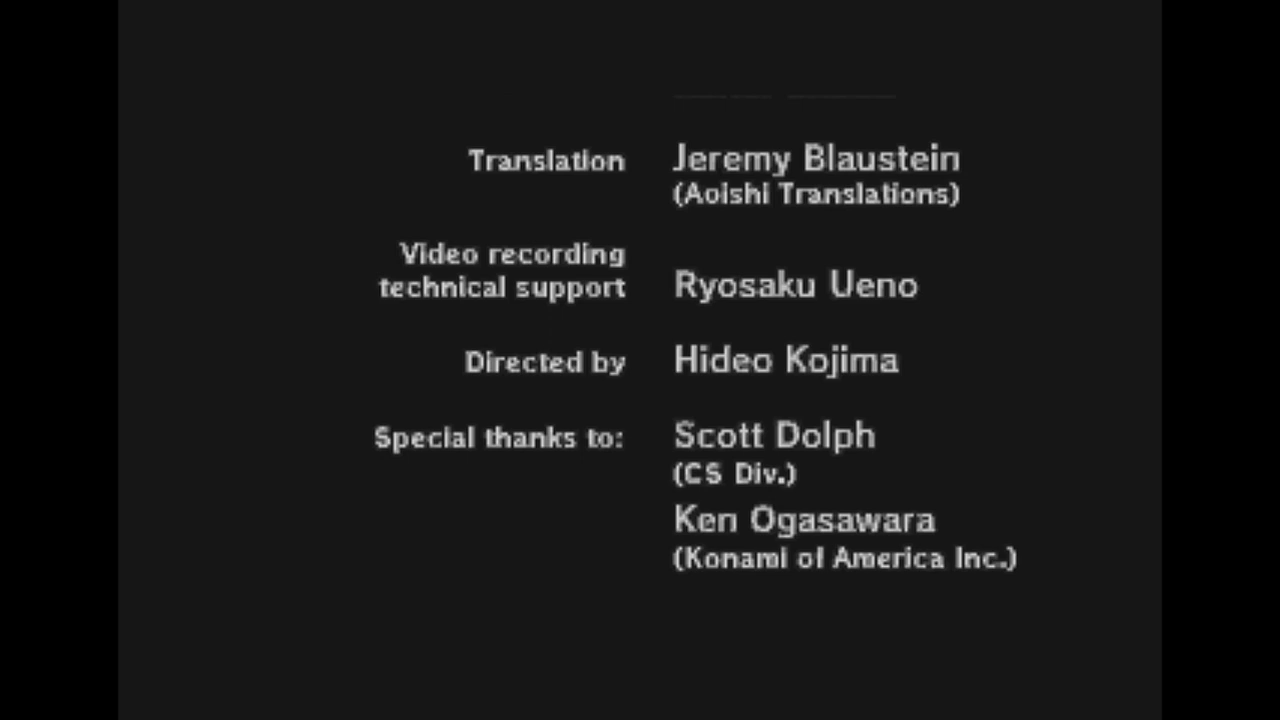 Translation Jeremy Blaustein
(Aoishi Translations)
Video recording
technical support Ryosaku Ueno
Directed by Hideo Kojima
Special thanks to: Scott Dolph
(CS Div.)
Ken Ogasawara
(Konami of America Inc.)